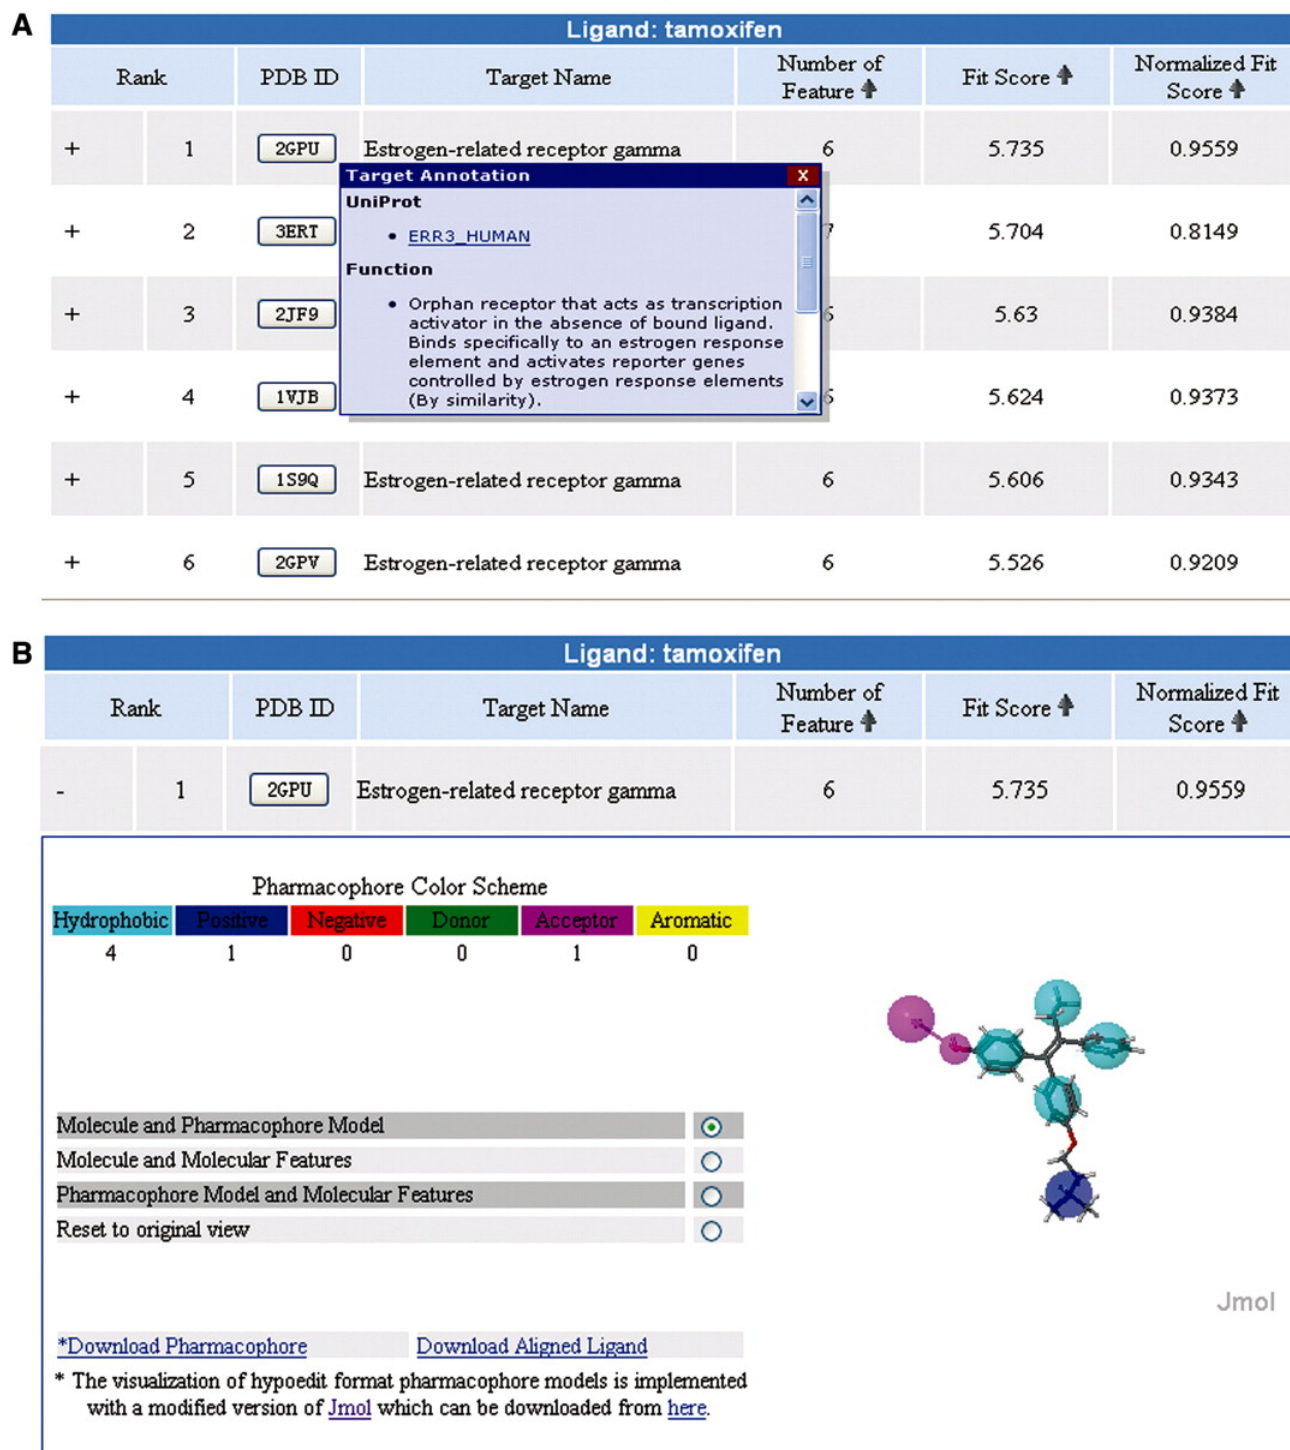 A
Ligand: tamoxifen
Rank PDB ID Target Name Number of Feature Fit Score Normalized Fit Score
+ 1 2GPU Estrogen-related receptor gamma 6 5.735 0.9559
Target Annotation X
UniProt
• ERR3_HUMAN
Function
• Orphan receptor that acts as transcription
activator in the absence of bound ligand.
Binds specifically to an estrogen response
element and activates reporter genes
controlled by estrogen response elements
(By similarity).
+ 2 3ERT 7 5.704 0.8149
+ 3 2JF9 6 5.63 0.9384
+ 4 1VJB 6 5.624 0.9373
+ 5 1S9Q Estrogen-related receptor gamma 6 5.606 0.9343
+ 6 2GPV Estrogen-related receptor gamma 6 5.526 0.9209
B
Ligand: tamoxifen
Rank PDB ID Target Name Number of Feature Fit Score Normalized Fit Score
- 1 2GPU Estrogen-related receptor gamma 6 5.735 0.9559
Pharmacophore Color Scheme
Hydrophobic Positive Negative Donor Acceptor Aromatic
4 1 0 0 1 0
Molecule and Pharmacophore Model
Molecule and Molecular Features
Pharmacophore Model and Molecular Features
Reset to original view
Jmol
*Download Pharmacophore Download Aligned Ligand
* The visualization of hypoedit format pharmacophore models is implemented
with a modified version of Jmol which can be downloaded from here.